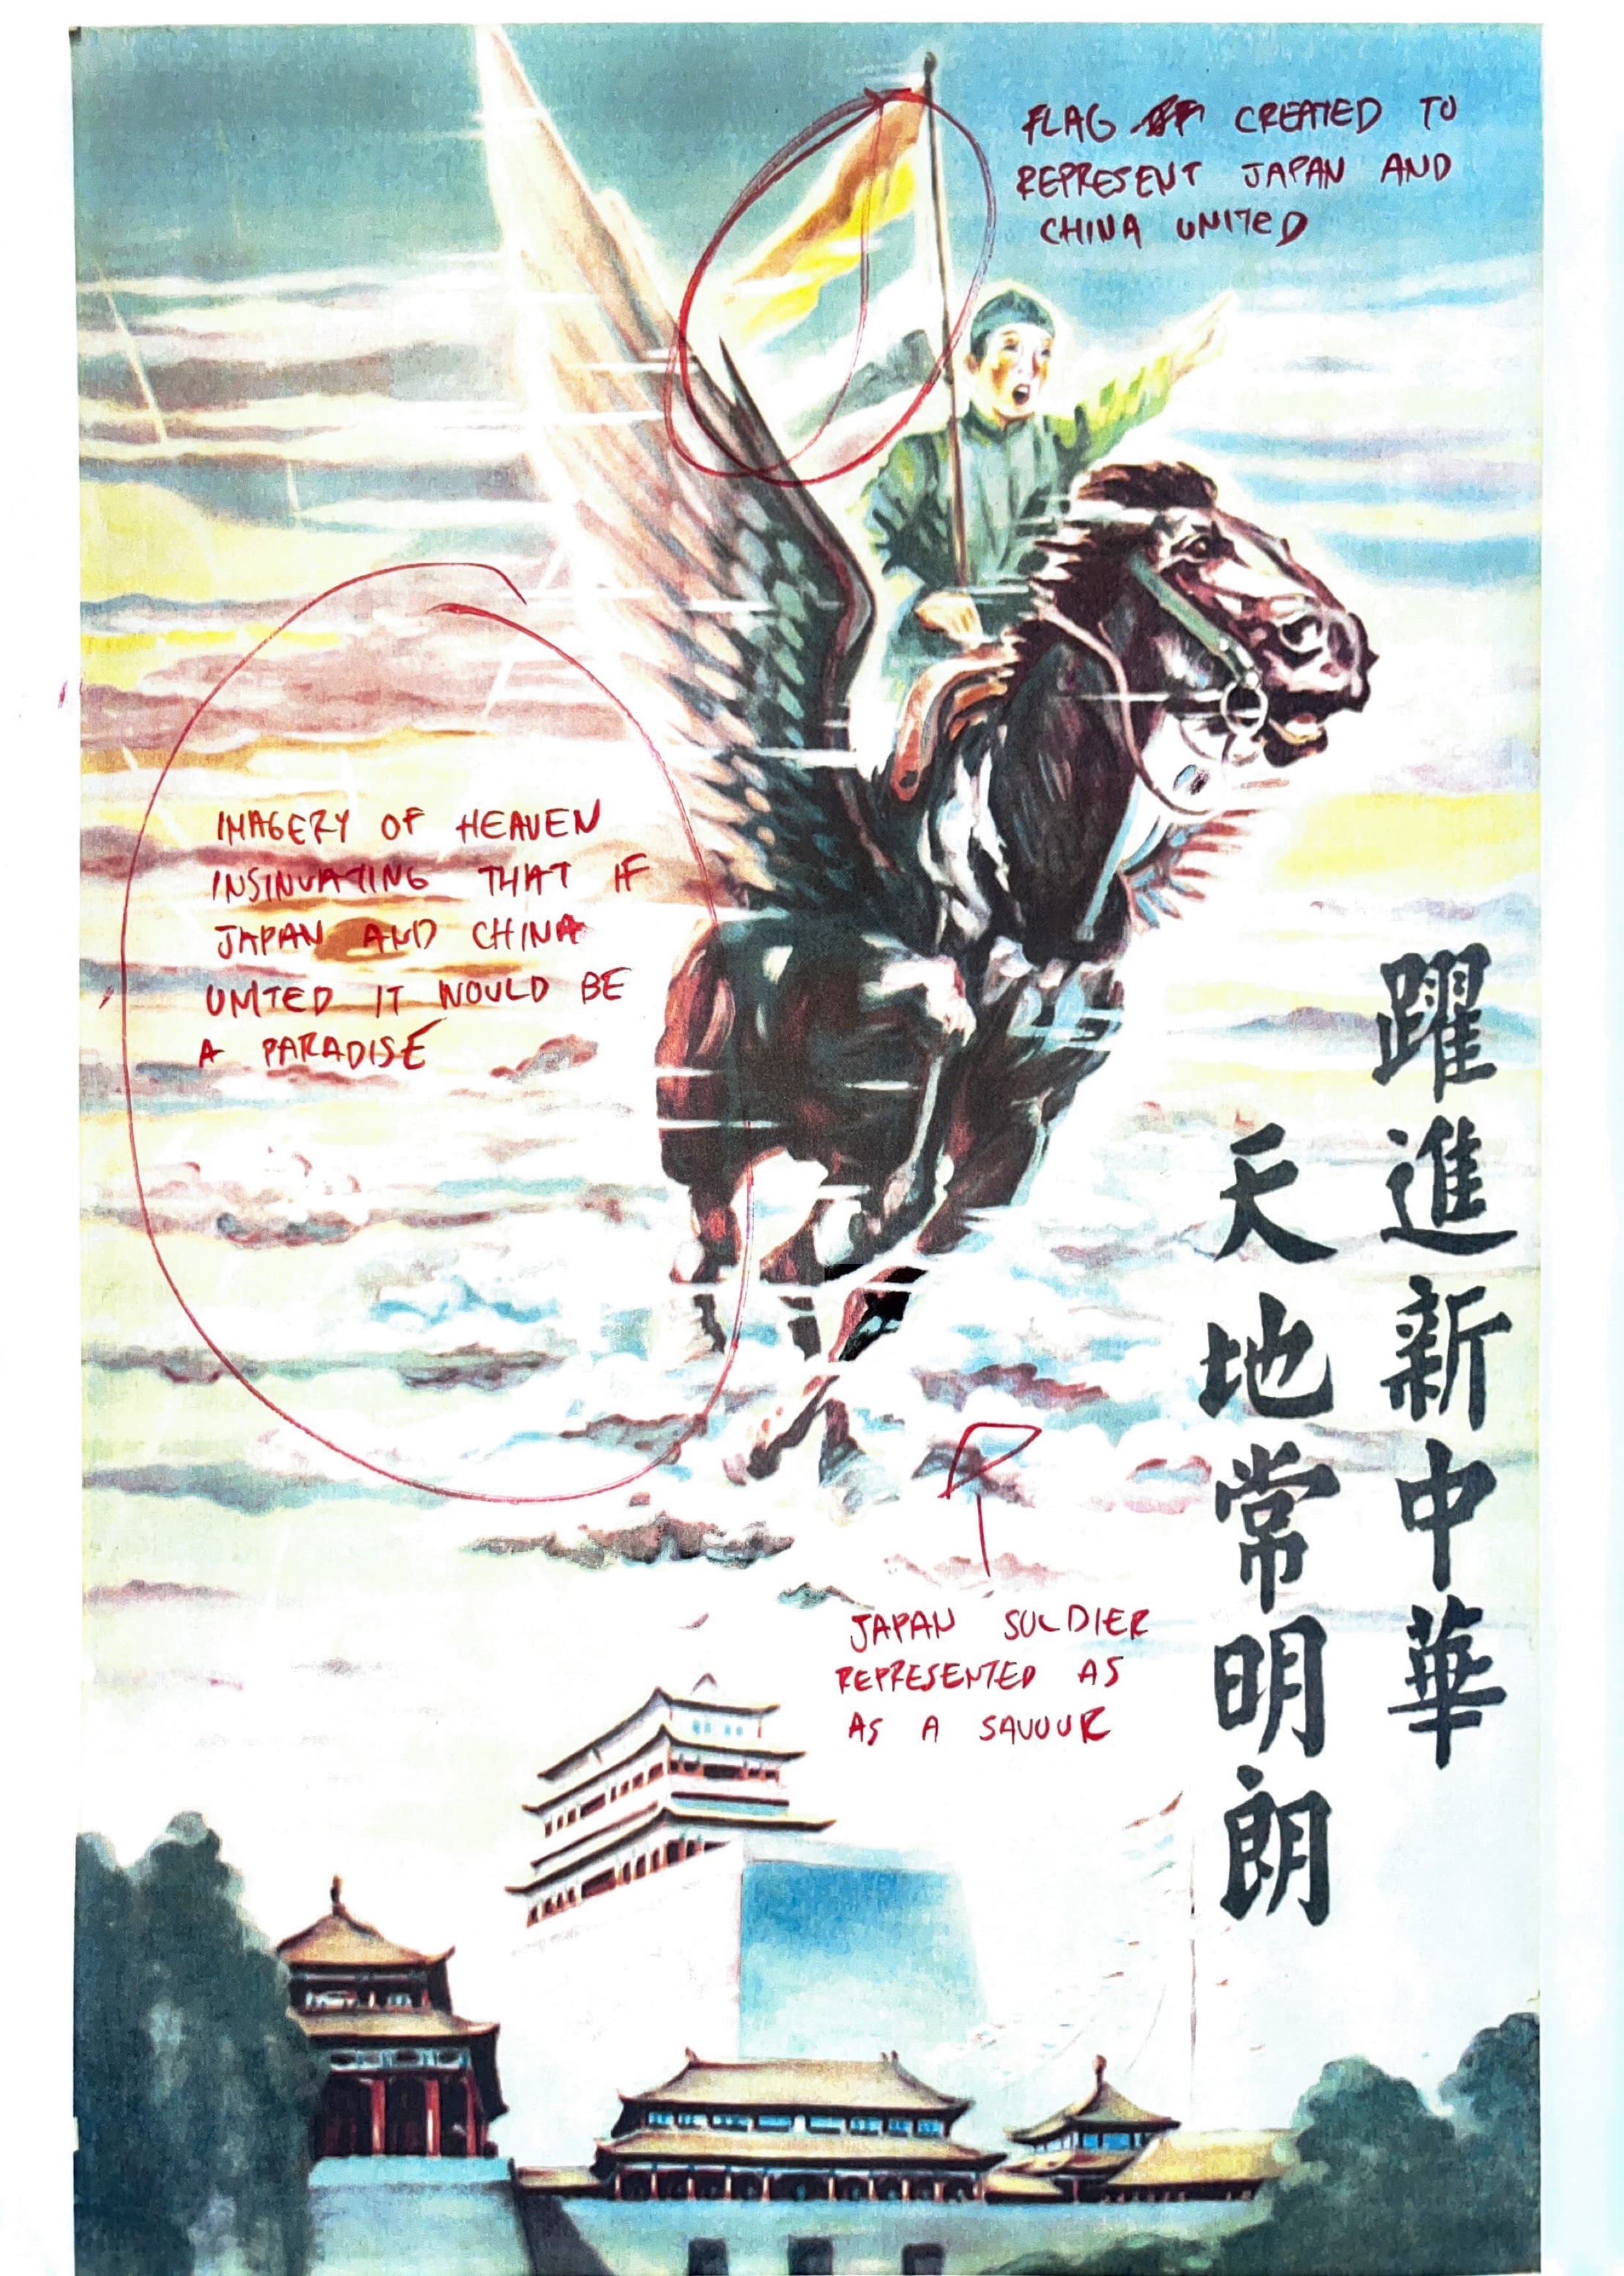 FLAG CREATED TO
REPRESENT JAPAN AND
CHINA UNITED
IMAGERY OF HEAVEN
INSINUATING THAT IF
JAPAN AND CHINA
UNITED IT WOULD BE
A PARADISE
躍進新中華
天地常明朗
JAPAN SOLDIER
REPRESENTED AS
AS A SAVOUR